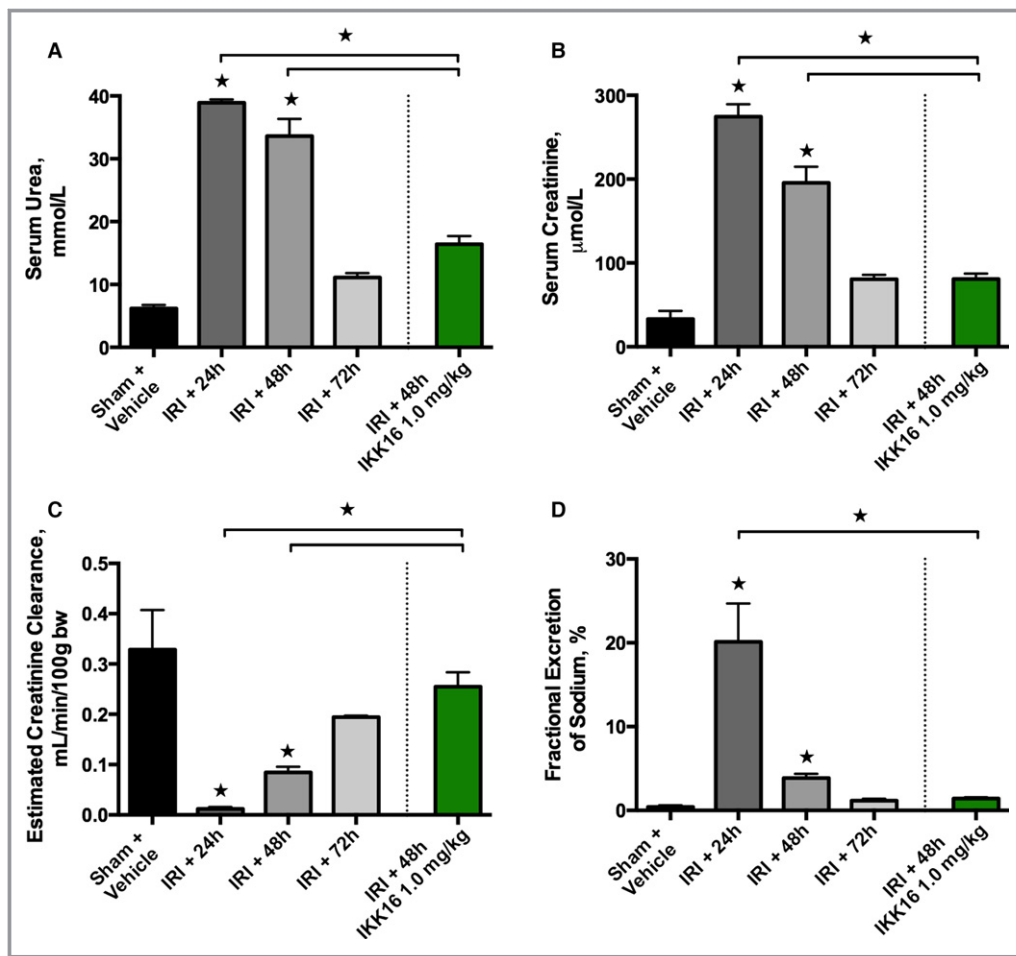 A
★
★
★
Serum Urea,
mmol/L
40
30
20
10
0
Sham +
Vehicle
IRI + 24h
IRI + 48h
IRI + 72h
IRI + 48h
IKK16 1.0 mg/kg
B
★
★
★
Serum Creatinine,
µmol/L
300
200
100
0
Sham +
Vehicle
IRI + 24h
IRI + 48h
IRI + 72h
IRI + 48h
IKK16 1.0 mg/kg
C
★
★
★
Estimated Creatinine Clearance,
mL/min/100g bw
0.5
0.4
0.3
0.2
0.1
0.0
Sham +
Vehicle
IRI + 24h
IRI + 48h
IRI + 72h
IRI + 48h
IKK16 1.0 mg/kg
D
★
★
★
Fractional Excretion
of Sodium, %
30
20
10
0
Sham +
Vehicle
IRI + 24h
IRI + 48h
IRI + 72h
IRI + 48h
IKK16 1.0 mg/kg